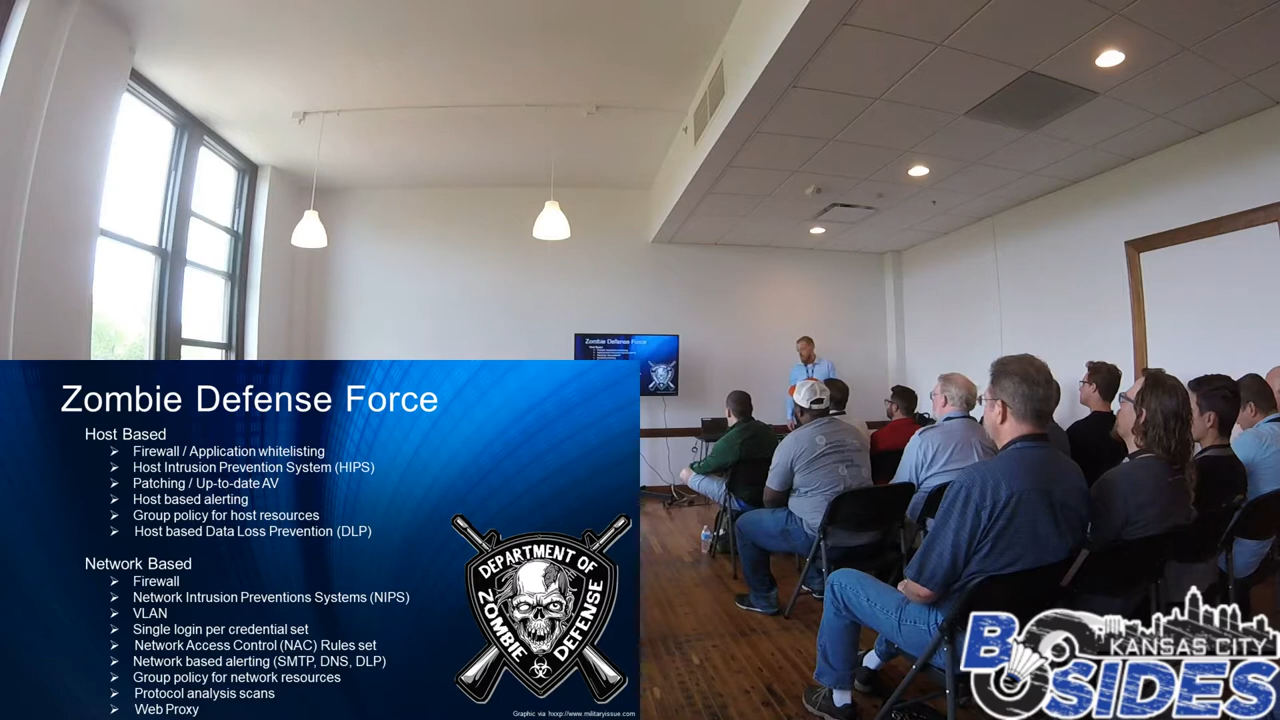 Zombie Defense Force
Zombie Defense Force
Host Based
➢ Firewall / Application whitelisting
➢ Host Intrusion Prevention System (HIPS)
➢ Patching / Up-to-date AV
➢ Host based alerting
➢ Group policy for host resources
➢ Host based Data Loss Prevention (DLP)
Network Based
➢ Firewall
➢ Network Intrusion Preventions Systems (NIPS)
➢ VLAN
➢ Single login per credential set
➢ Network Access Control (NAC) Rules set
➢ Network based alerting (SMTP, DNS, DLP)
➢ Group policy for network resources
➢ Protocol analysis scans
➢ Web Proxy
DEPARTMENT OF
ZOMBIE DEFENSE
Graphic via hxxp://www.militaryissue.com
KANSAS CITY
BSIDES